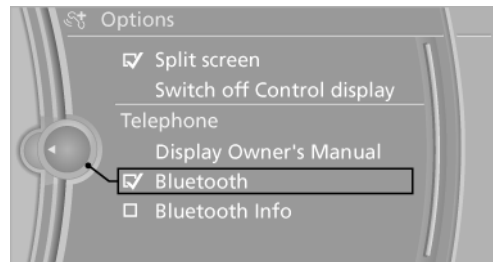 Options
Split screen
Switch off Control display
Telephone
Display Owner's Manual
Bluetooth
Bluetooth Info